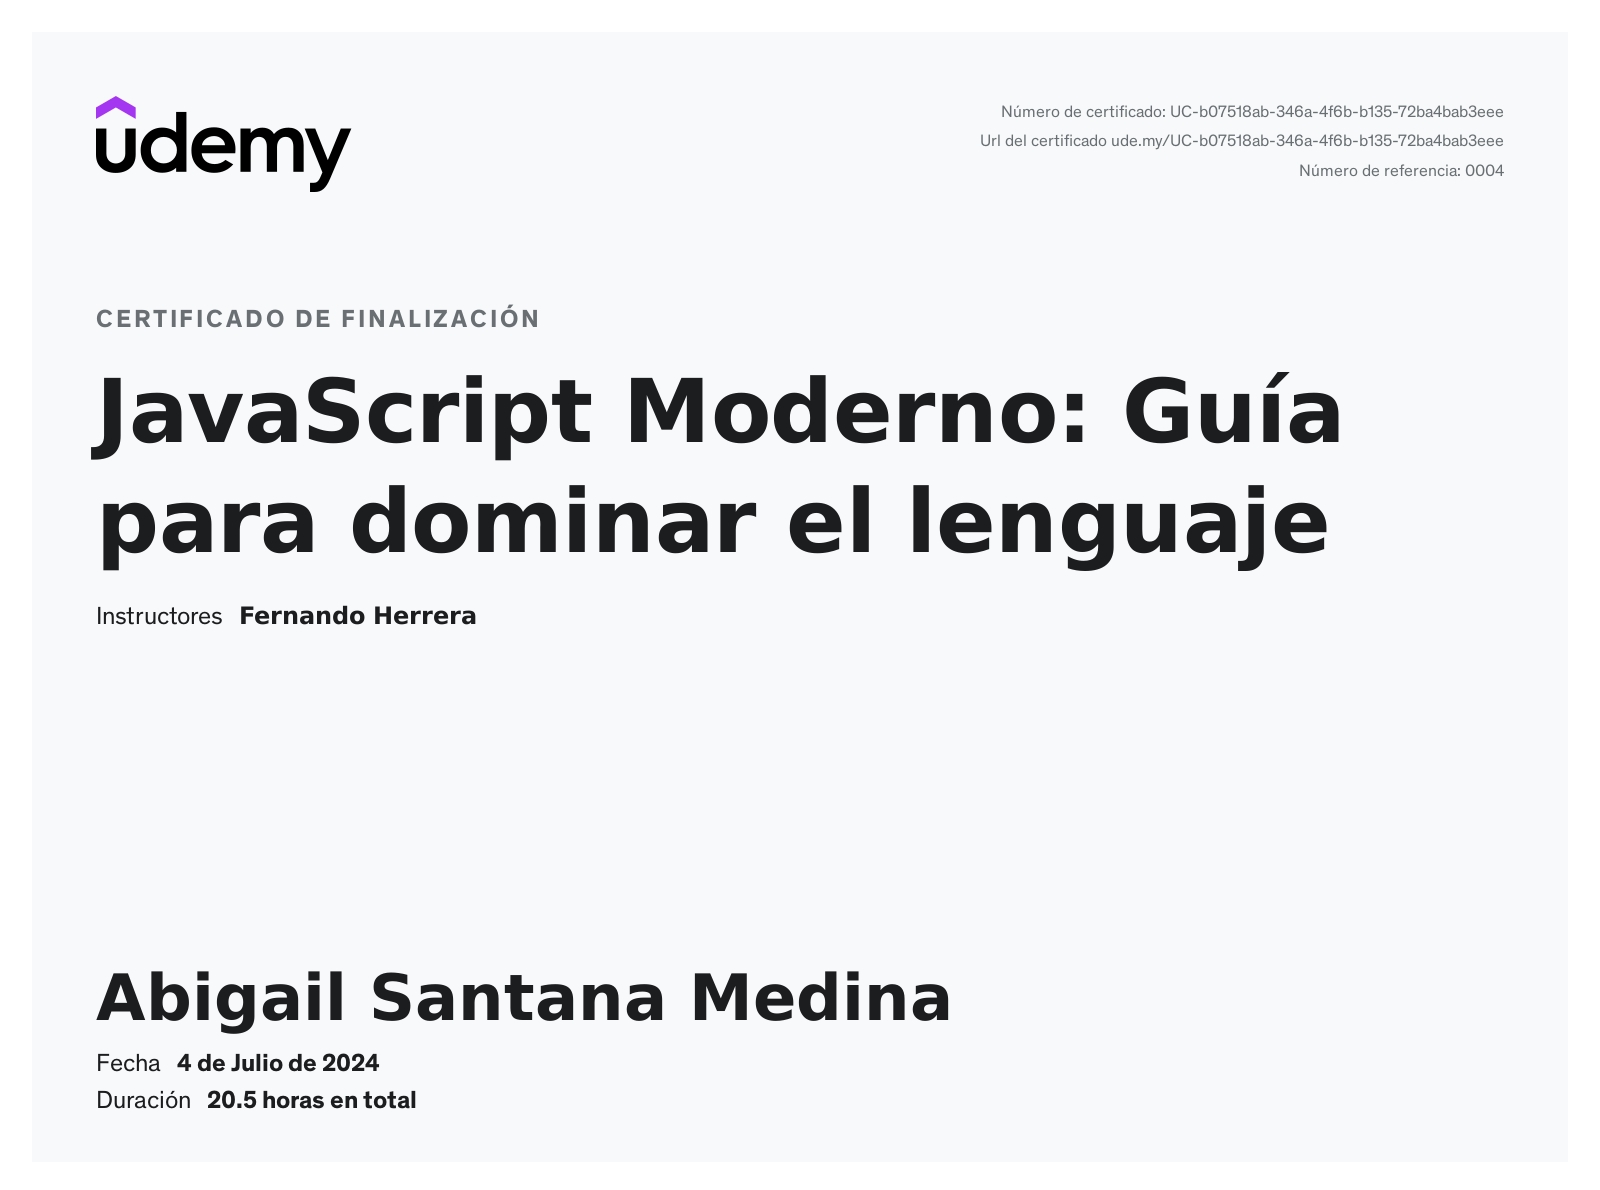 udemy
Número de certificado: UC-b07518ab-346a-4f6b-b135-72ba4bab3eee
Url del certificado ude.my/UC-b07518ab-346a-4f6b-b135-72ba4bab3eee
Número de referencia: 0004
CERTIFICADO DE FINALIZACIÓN
JavaScript Moderno: Guía
para dominar el lenguaje
Instructores Fernando Herrera
Abigail Santana Medina
Fecha 4 de Julio de 2024
Duración 20.5 horas en total